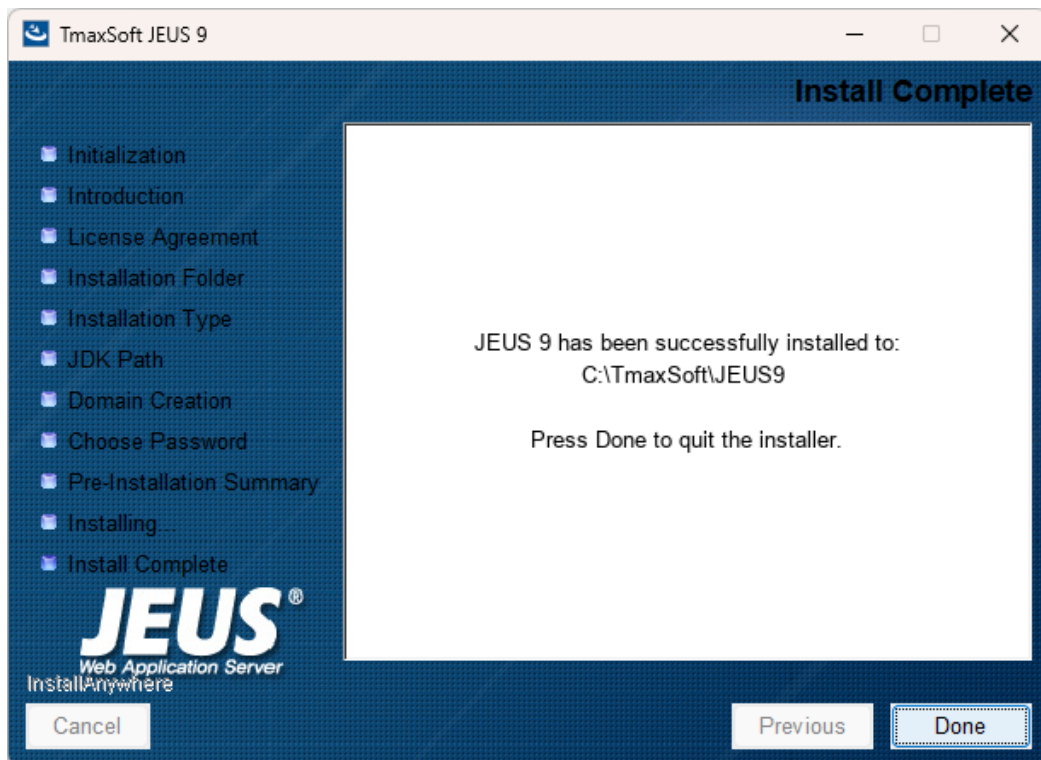 TmaxSoft JEUS 9
Install Complete
Initialization
Introduction
License Agreement
Installation Folder
Installation Type
JDK Path
Domain Creation
Choose Password
Pre-Installation Summary
Installing...
Install Complete
JEUS 9 has been successfully installed to:
C:\TmaxSoft\JEUS9
Press Done to quit the installer.
JEUS®
Web Application Server
InstallAnywhere
Cancel
Previous
Done